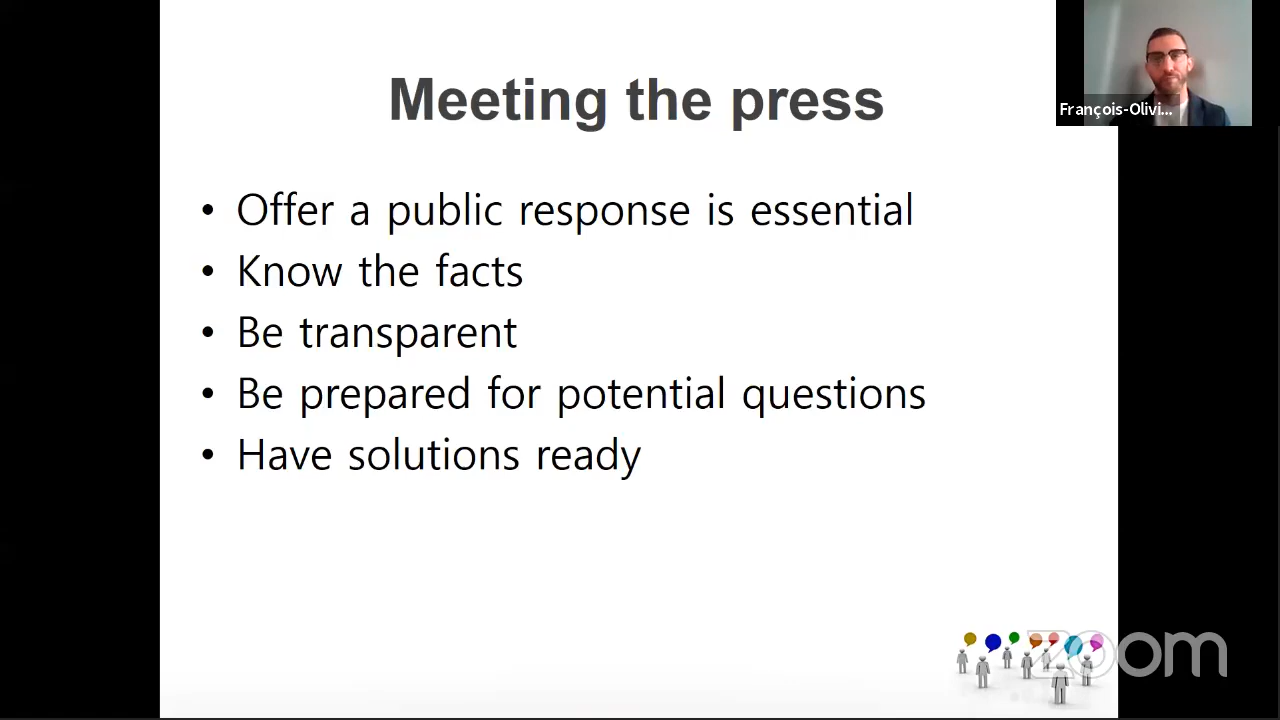 Meeting the press
François-Olivi...
• Offer a public response is essential
• Know the facts
• Be transparent
• Be prepared for potential questions
• Have solutions ready
zoom